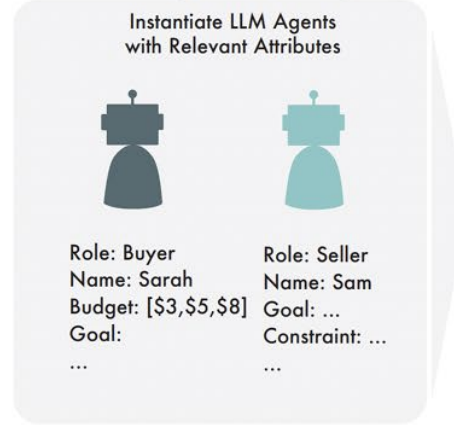 Instantiate LLM Agents
with Relevant Attributes
Role: Buyer
Name: Sarah
Budget: [$3,$5,$8]
Goal:
...
Role: Seller
Name: Sam
Goal: ...
Constraint: ...
...